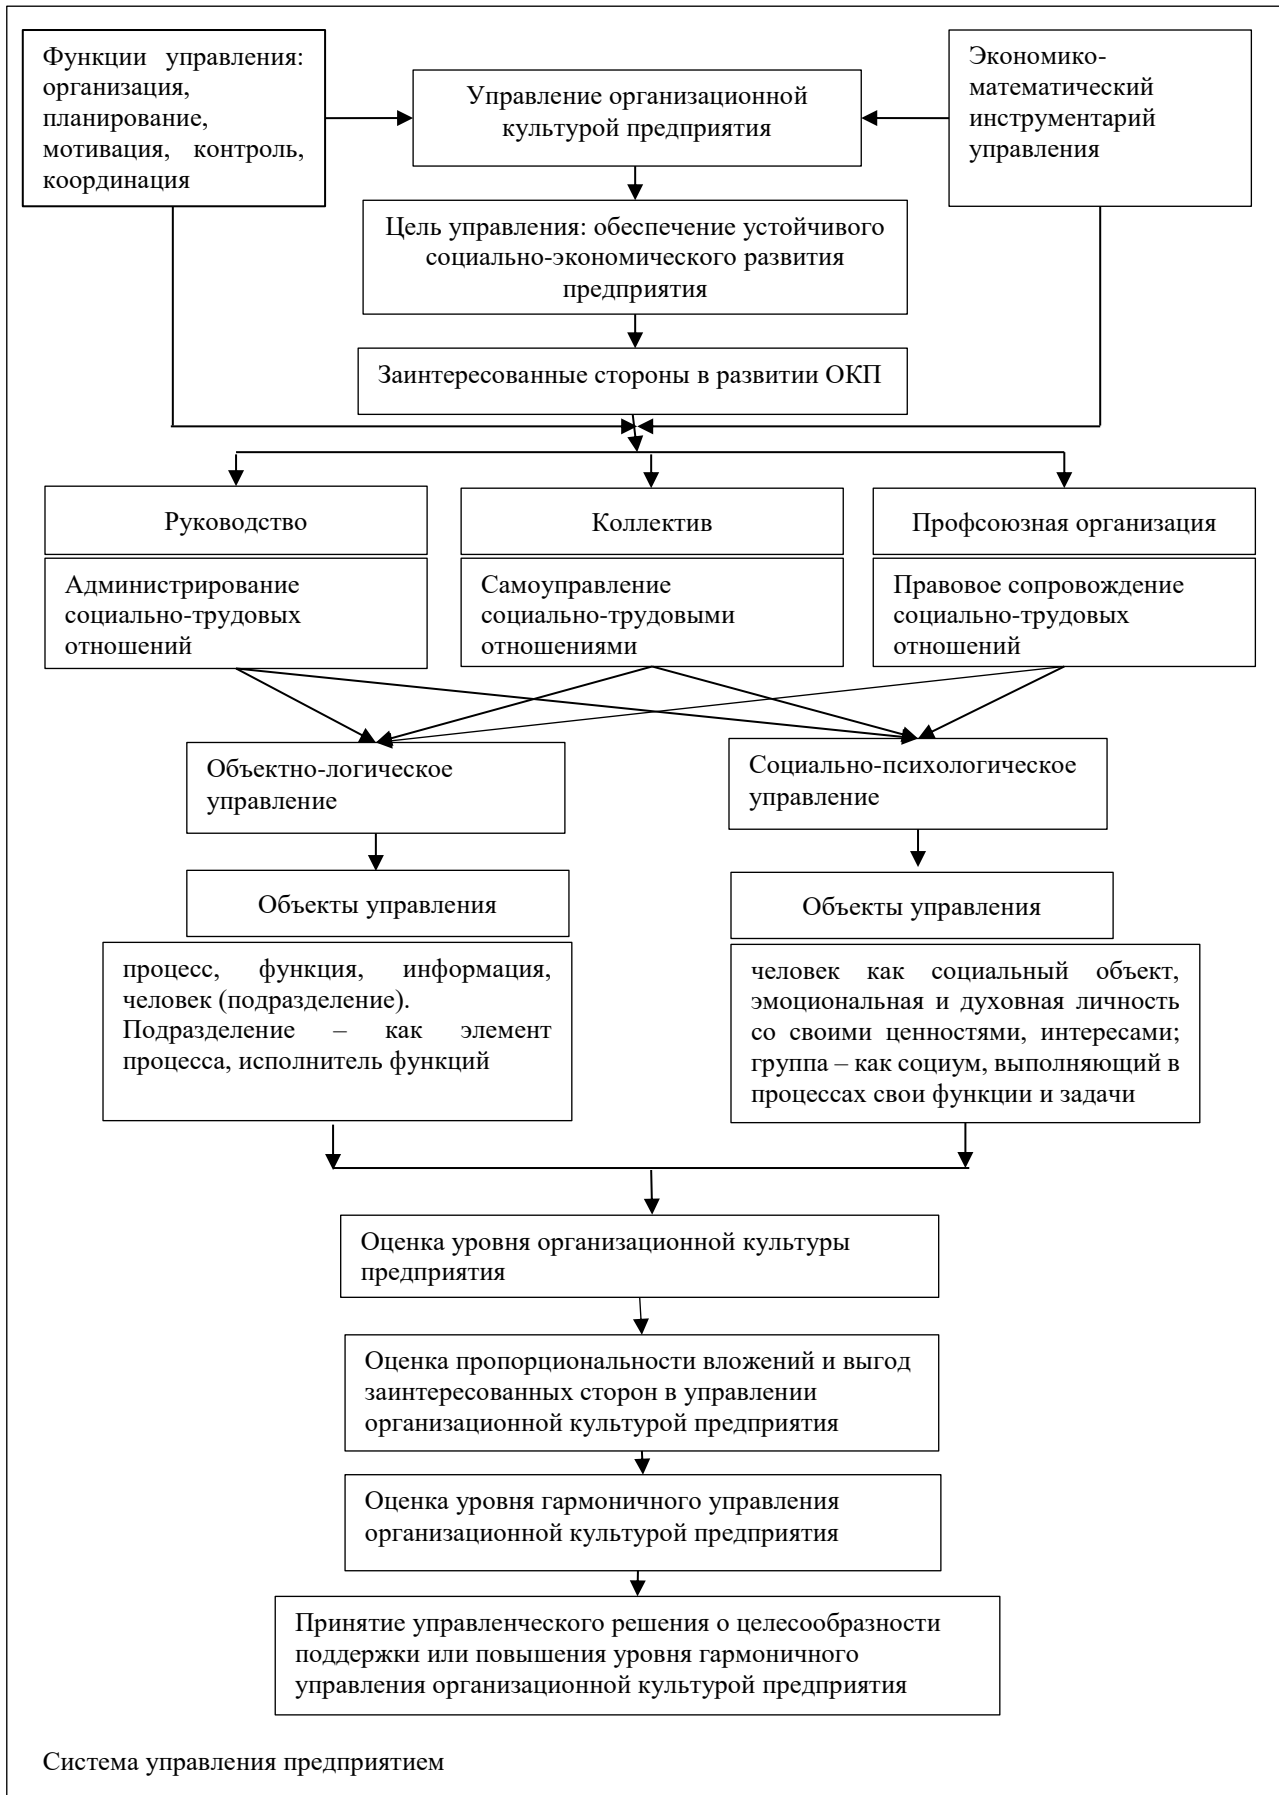 Функции управления:
организация,
планирование,
мотивация, контроль,
координация
Управление организационной
культурой предприятия
Экономико-
математический
инструментарий
управления
Цель управления: обеспечение устойчивого
социально-экономического развития
предприятия
Заинтересованные стороны в развитии ОКП
Руководство
Коллектив
Профсоюзная организация
Администрирование
социально-трудовых
отношений
Самоуправление
социально-трудовыми
отношениями
Правовое сопровождение
социально-трудовых
отношений
Объектно-логическое
управление
Социально-психологическое
управление
Объекты управления
Объекты управления
процесс, функция, информация,
человек (подразделение).
Подразделение – как элемент
процесса, исполнитель функций
человек как социальный объект,
эмоциональная и духовная личность
со своими ценностями, интересами;
группа – как социум, выполняющий в
процессах свои функции и задачи
Оценка уровня организационной культуры
предприятия
Оценка пропорциональности вложений и выгод
заинтересованных сторон в управлении
организационной культурой предприятия
Оценка уровня гармоничного управления
организационной культурой предприятия
Принятие управленческого решения о целесообразности
поддержки или повышения уровня гармоничного
управления организационной культурой предприятия
Система управления предприятием